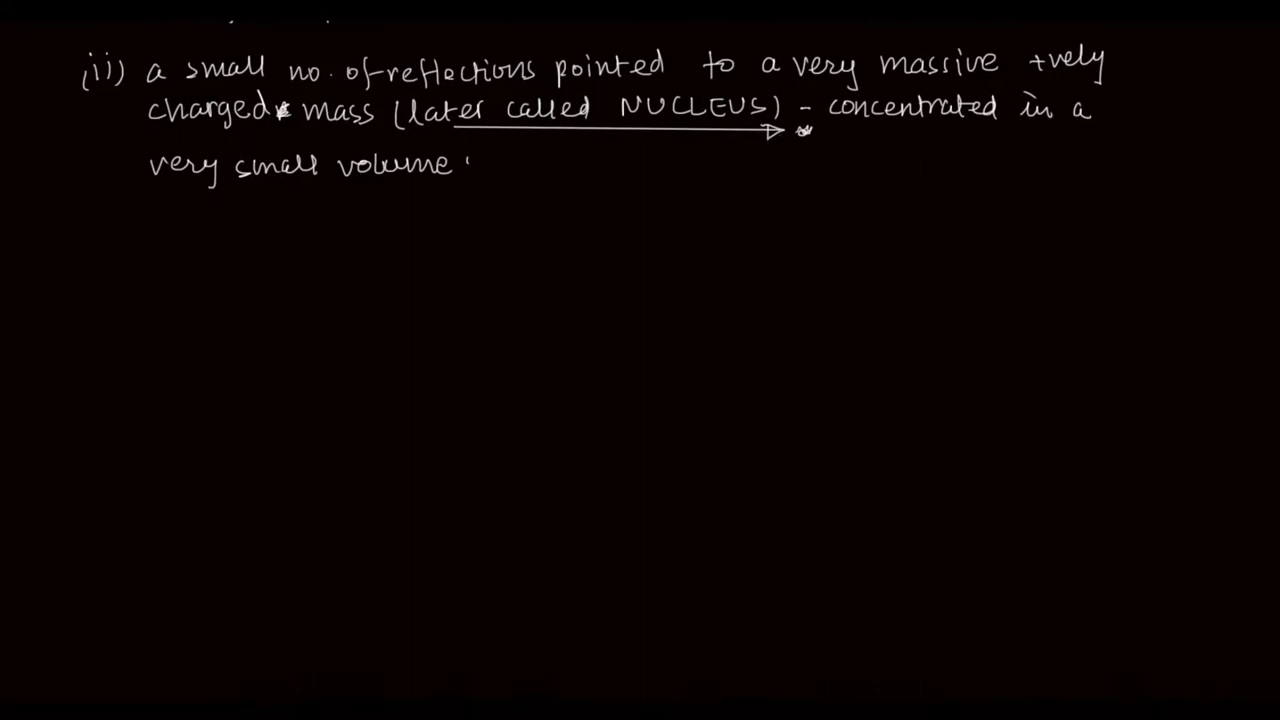 (ii) a small no. of reflections pointed to a very massive +vely
charged mass (later called NUCLEUS) - concentrated in a
very small volume.